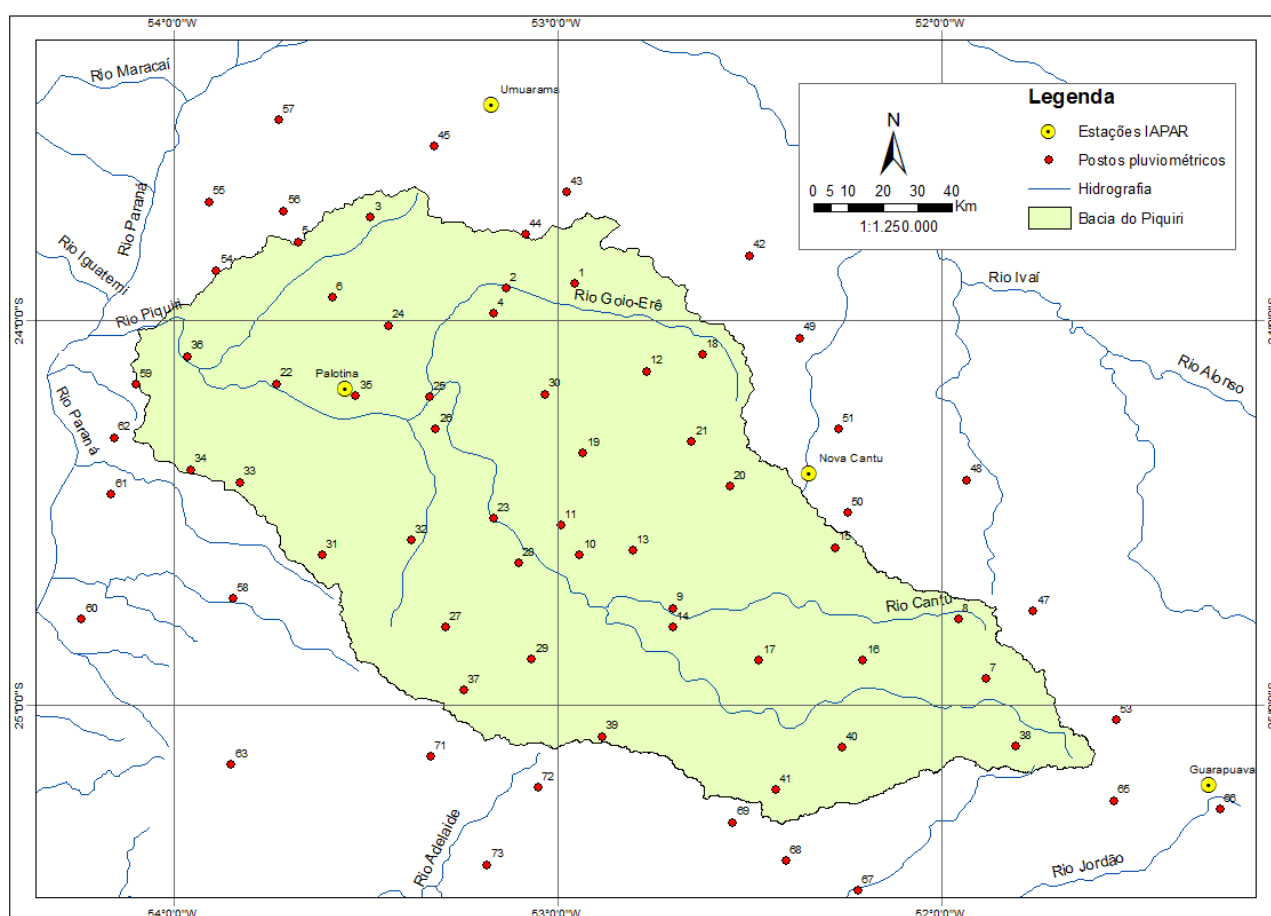 54°0'0"W 53°0'0"W 52°0'0"W
Rio Maracaí
57
Umuarama
45
Legenda
N
Estações IAPAR
Postos pluviométricos
0 5 10 20 30 40
Km
Hidrografia
1:1.250.000
Bacia do Piquiri
55
56
43
3
44
5
42
Rio Paraná
Rio Iguatemi
54
6
2
1
Rio Goio-Erê
4
Rio Ivaí
Rio Piquiri
24
24°0'0"S
24°0'0"S
49
36
18
59
22
Palotina
35
25
30
12
Rio Alonso
Rio Paraná
62
26
51
21
19
34
33
Nova Cantu
20
48
61
50
23
11
32
31
28
10
13
15
58
60
9
14
Rio Cantu
8
47
27
29
17
16
7
37
25°0'0"S
25°0'0"S
53
39
40
38
63
71
41
72
Guarapuava
65
66
69
Rio Adelaide
73
68
67
Rio Jordão
54°0'0"W 53°0'0"W 52°0'0"W